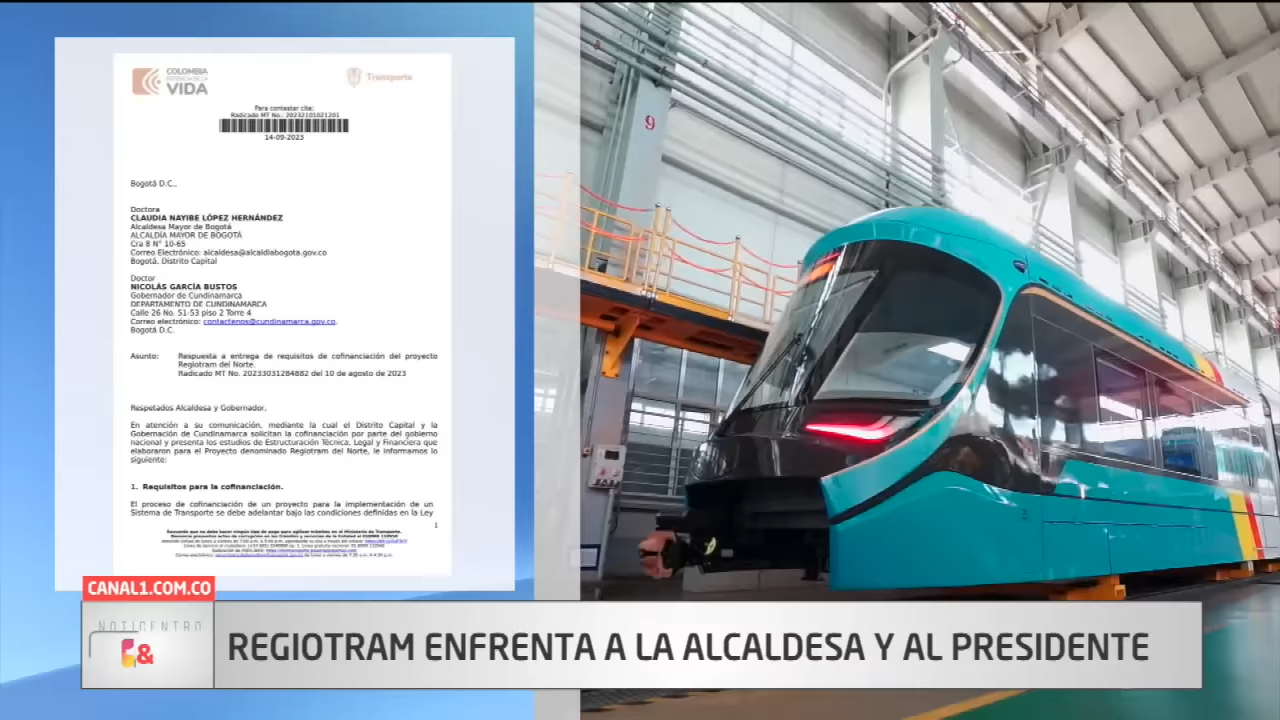 COLOMBIA
POTENCIA DE LA
VIDA
Transporte
Para contestar cite:
Radicado MT No.: 20232101021201
14-09-2023
Bogotá D.C.,
Doctora
CLAUDIA NAYIBE LÓPEZ HERNÁNDEZ
Alcaldesa Mayor de Bogotá
ALCALDÍA MAYOR DE BOGOTÁ
Cra 8 N° 10-65
Correo Electrónico: alcaldesa@alcaldiabogota.gov.co
Bogotá, Distrito Capital
Doctor
NICOLÁS GARCÍA BUSTOS
Gobernador de Cundinamarca
DEPARTAMENTO DE CUNDINAMARCA
Calle 26 No. 51-53 piso 2 Torre 4
Correo electrónico: contactenos@cundinamarca.gov.co.
Bogotá D.C.
Asunto: Respuesta a entrega de requisitos de cofinanciación del proyecto
Regiotram del Norte.
Radicado MT No. 20233031284882 del 10 de agosto de 2023
Respetados Alcaldesa y Gobernador,
En atención a su comunicación, mediante la cual el Distrito Capital y la
Gobernación de Cundinamarca solicitan la cofinanciación por parte del gobierno
nacional y presenta los estudios de Estructuración Técnica, Legal y Financiera que
elaboraron para el Proyecto denominado Regiotram del Norte, le informamos lo
siguiente:
1. Requisitos para la cofinanciación.
El proceso de cofinanciación de un proyecto para la implementación de un
Sistema de Transporte se debe adelantar bajo las condiciones definidas en la Ley
1
9
CANAL1.COM.CO
NOTICENTRO
&
REGIOTRAM ENFRENTA A LA ALCALDESA Y AL PRESIDENTE